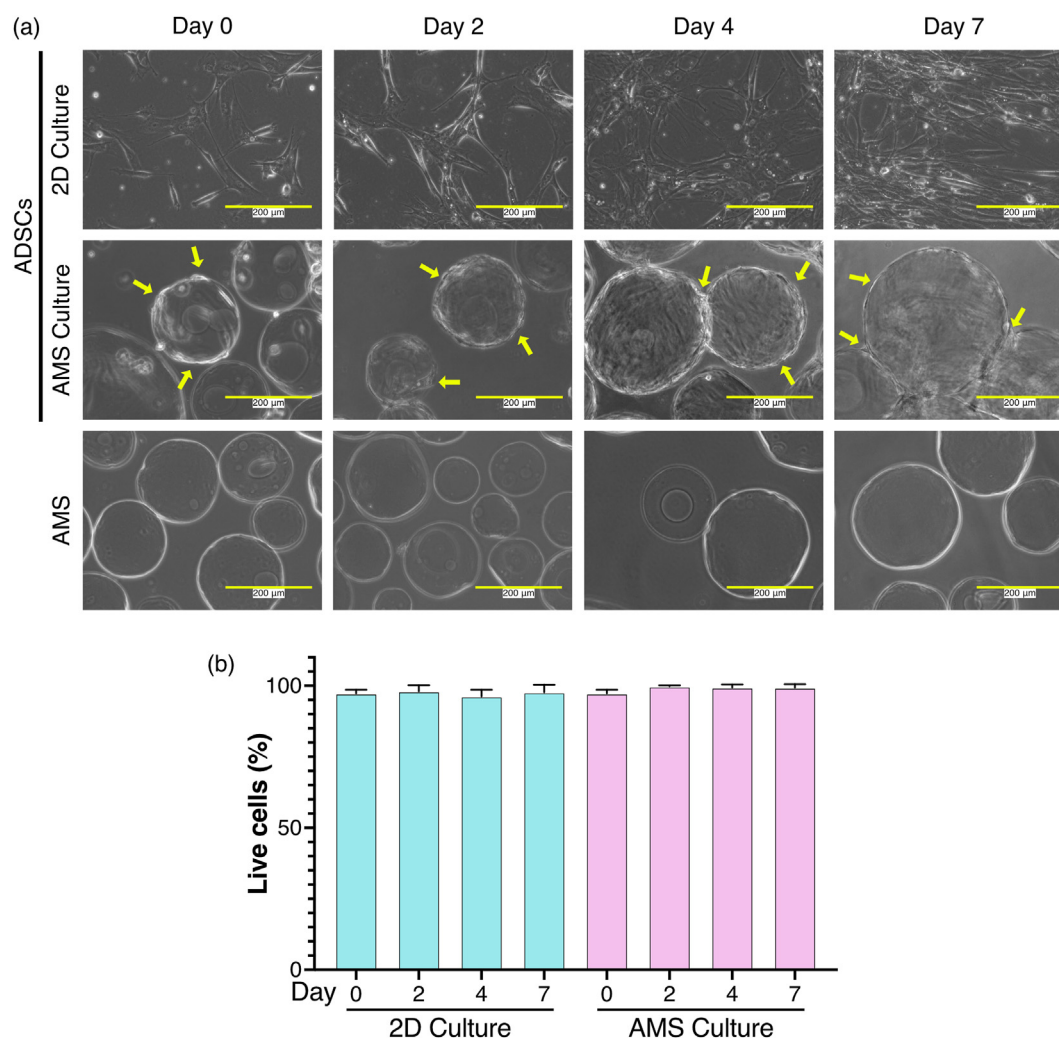 (a)
Day 0 Day 2 Day 4 Day 7
ADSCs
2D Culture
200 µm 200 µm 200 µm 200 µm
AMS Culture
200 µm 200 µm 200 µm 200 µm
AMS
200 µm 200 µm 200 µm 200 µm
(b)
Live cells (%)
100
50
0
Day 0 2 4 7 0 2 4 7
2D Culture AMS Culture